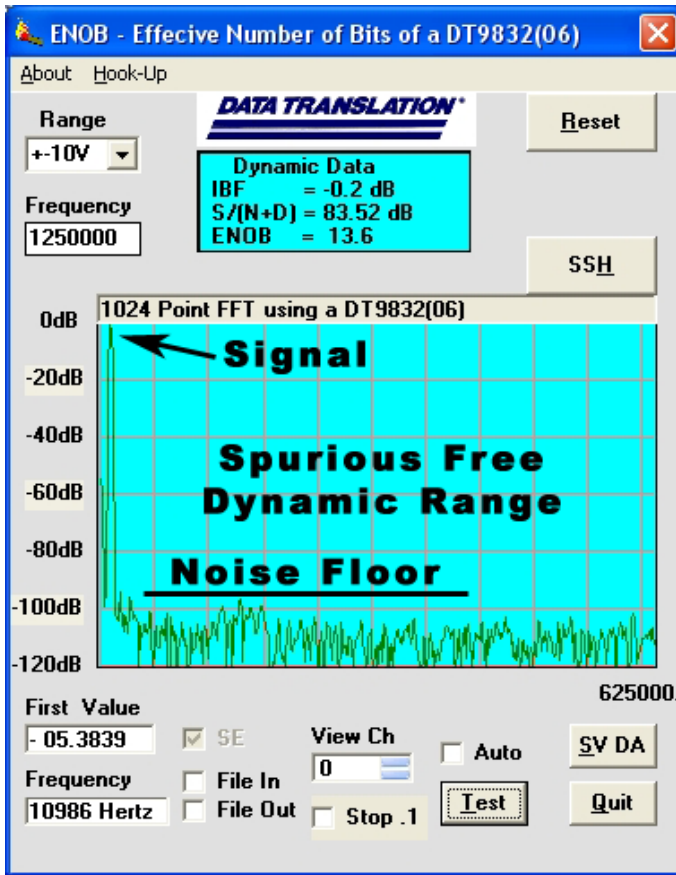 ENOB - Effecive Number of Bits of a DT9832(06)
About Hook-Up
Range
+-10V
Frequency
1250000
DATA TRANSLATION
Dynamic Data
IBF = -0.2 dB
S/(N+D) = 83.52 dB
ENOB = 13.6
Reset
SSH
1024 Point FFT using a DT9832(06)
0dB
-20dB
-40dB
-60dB
-80dB
-100dB
-120dB
Signal
Spurious Free
Dynamic Range
Noise Floor
625000.
First Value
- 05.3839
Frequency
10986 Hertz
SE
File In
File Out
View Ch
0
Stop .1
Auto
Test
SV DA
Quit